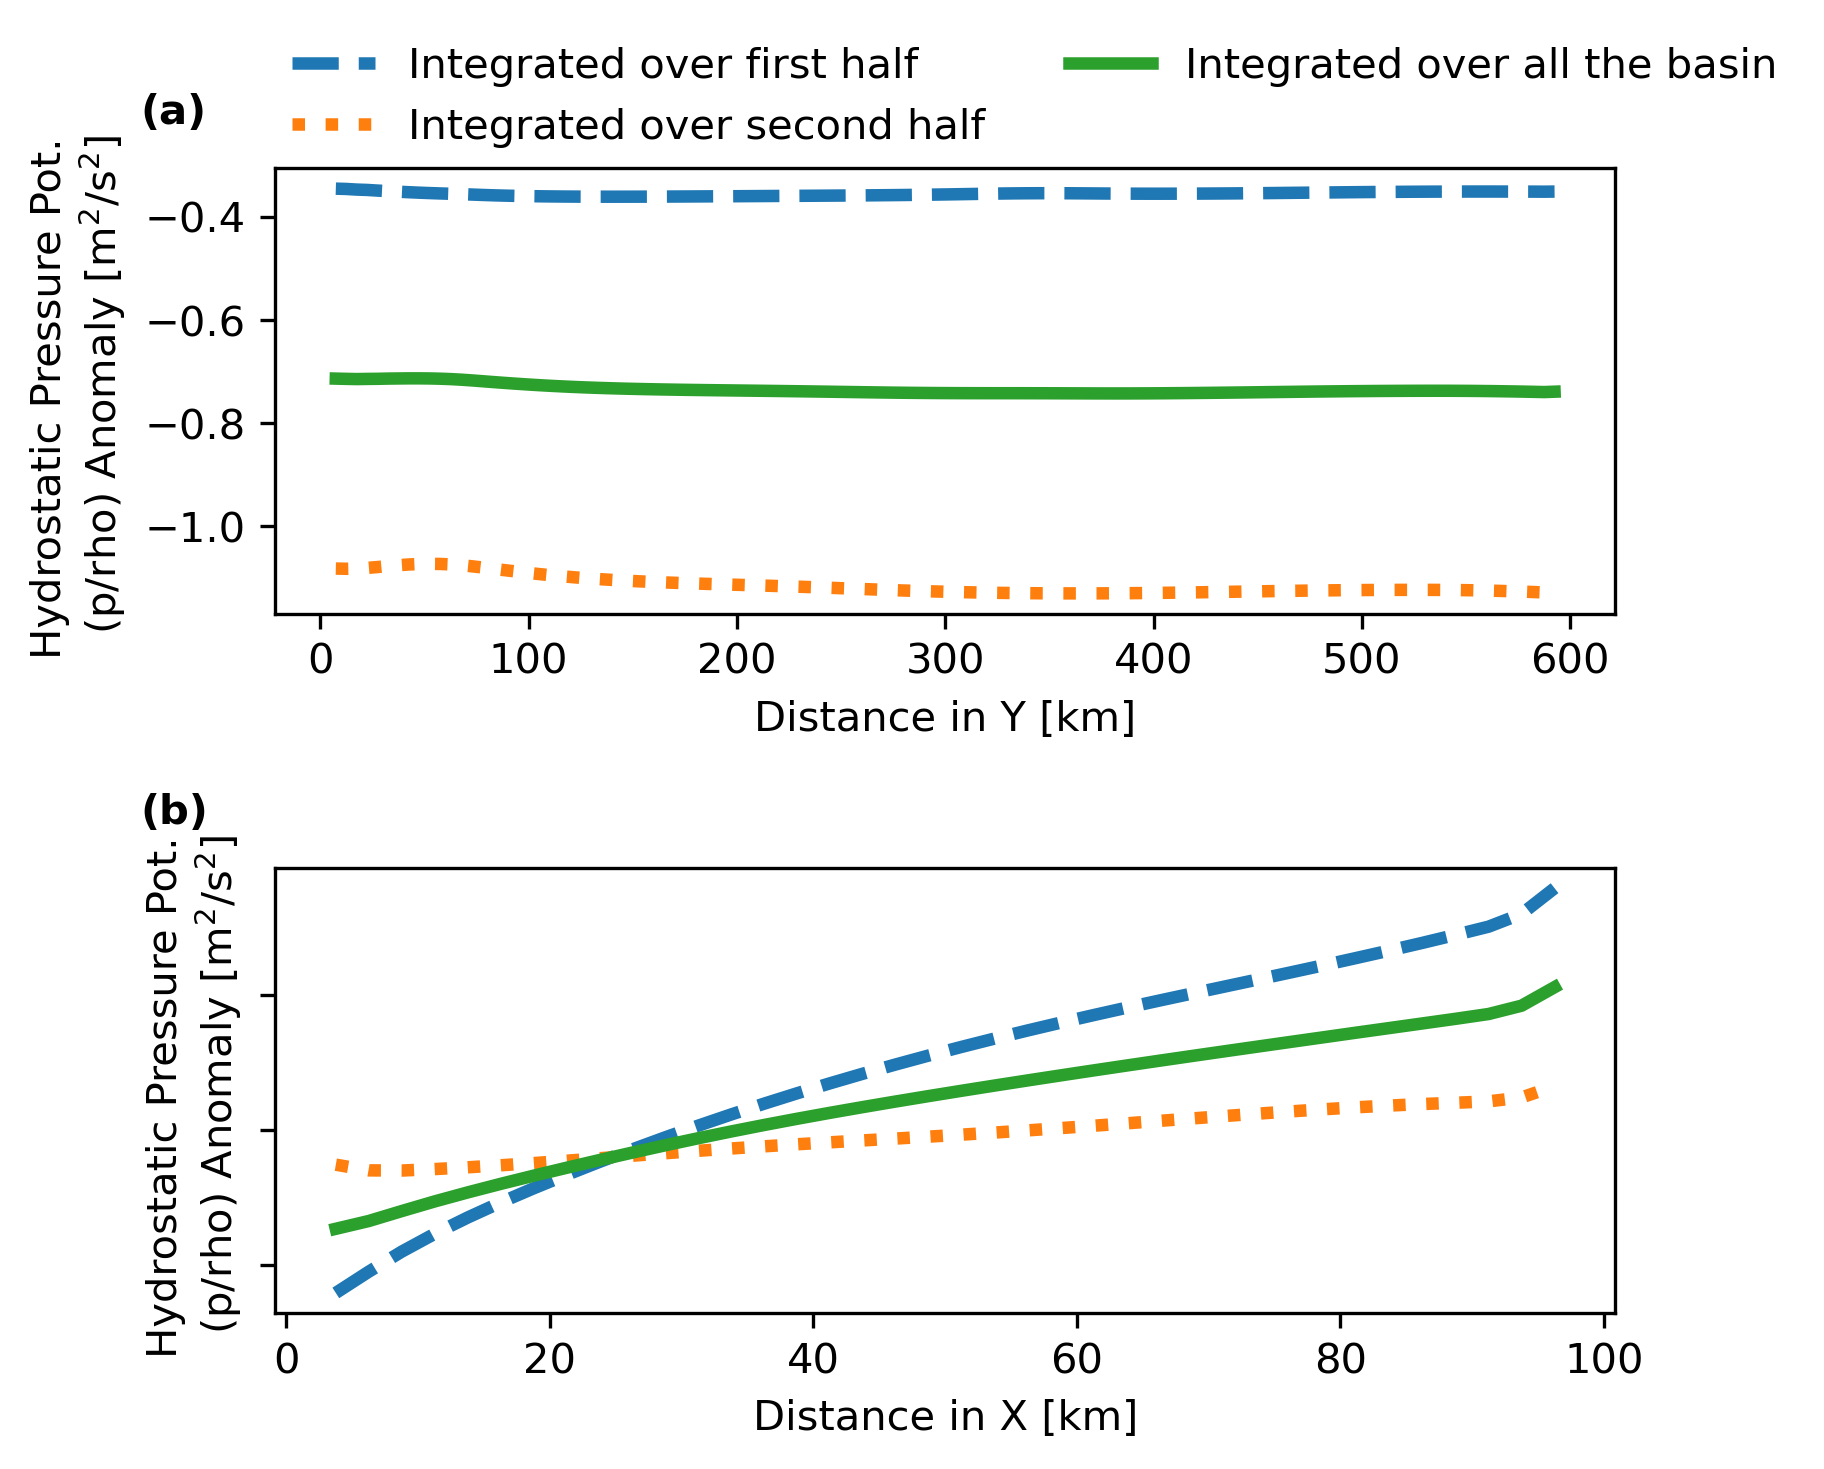 Integrated over first half
Integrated over second half
Integrated over all the basin
(a)
Hydrostatic Pressure Pot.
(p/rho) Anomaly [m²/s²]
−0.4
−0.6
−0.8
−1.0
0 100 200 300 400 500 600
Distance in Y [km]
(b)
Hydrostatic Pressure Pot.
(p/rho) Anomaly [m²/s²]
0 20 40 60 80 100
Distance in X [km]